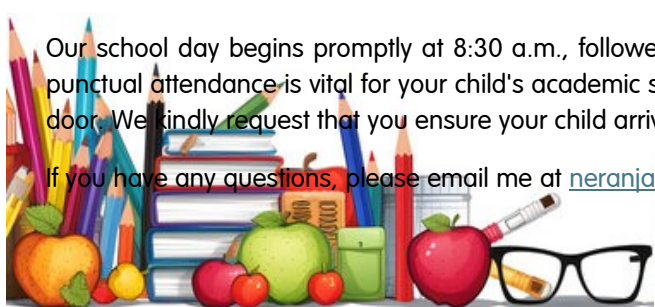 Our school day begins promptly at 8:30 a.m., followe
punctual attendance is vital for your child's academic s
door. We kindly request that you ensure your child arriv
If you have any questions, please email me at neranja